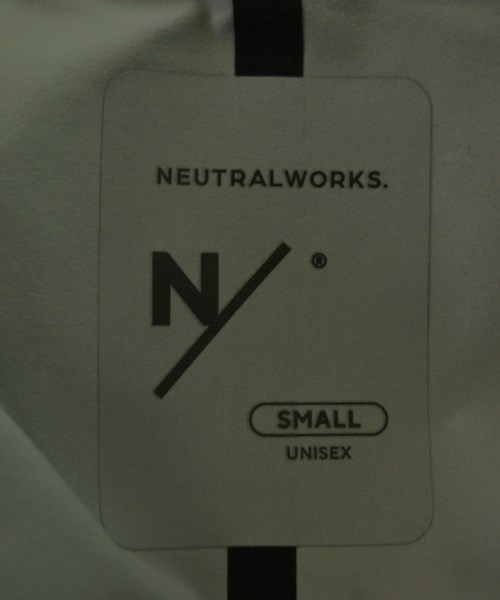 NEUTRALWORKS.
N/ ®
SMALL
UNISEX